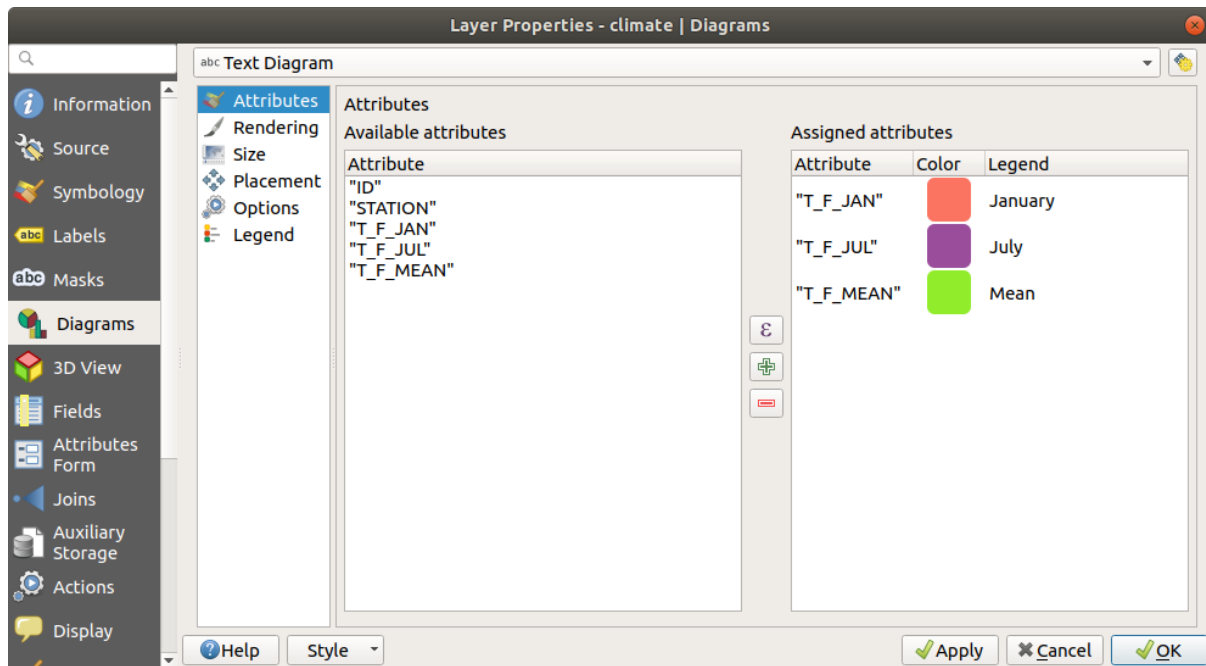 Layer Properties - climate | Diagrams
abc Text Diagram
Information
Source
Symbology
abc Labels
abc Masks
Diagrams
3D View
Fields
Attributes
Form
Joins
Auxiliary
Storage
Actions
Display
Attributes
Rendering
Size
Placement
Options
Legend
Attributes
Available attributes
Attribute
"ID"
"STATION"
"T_F_JAN"
"T_F_JUL"
"T_F_MEAN"
ε
Assigned attributes
Attribute Color Legend
"T_F_JAN" January
"T_F_JUL" July
"T_F_MEAN" Mean
Help Style Apply Cancel OK